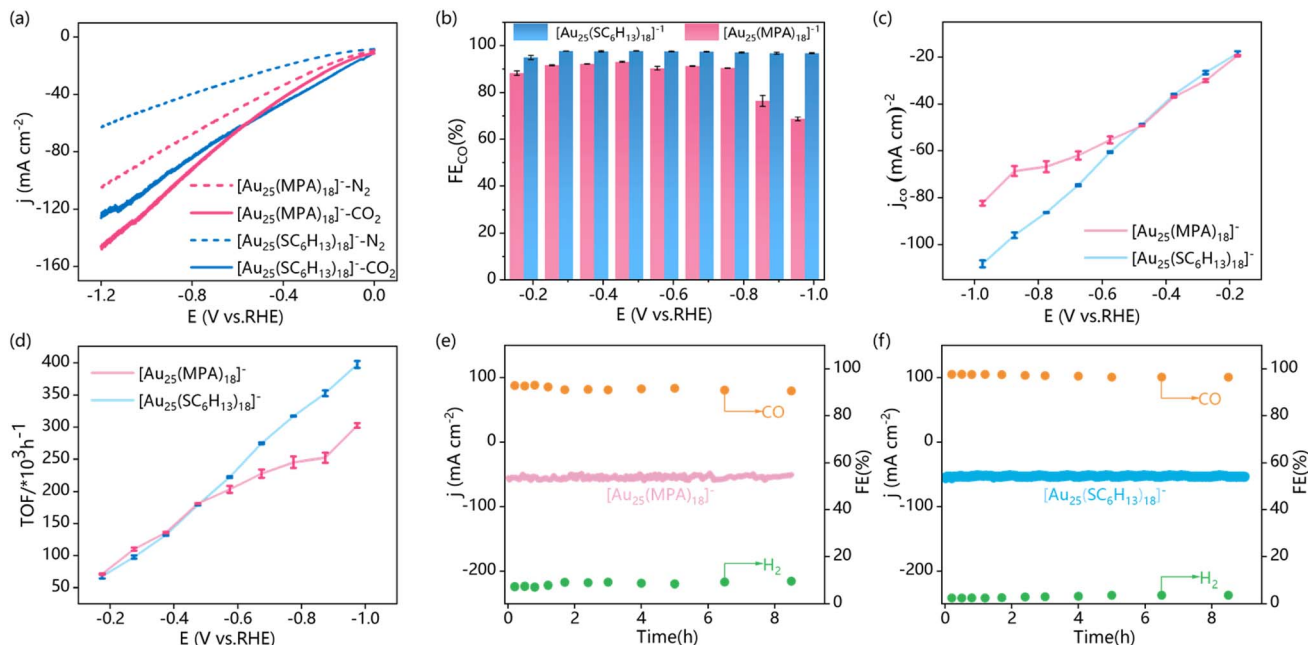 (a)
j (mA cm⁻²)
0
-40
-80
-120
-160
[Au₂₅(MPA)₁₈]⁻-N₂
[Au₂₅(MPA)₁₈]⁻-CO₂
[Au₂₅(SC₆H₁₃)₁₈]⁻-N₂
[Au₂₅(SC₆H₁₃)₁₈]⁻-CO₂
-1.2 -0.8 -0.4 0.0
E (V vs.RHE)
(b)
[Au₂₅(SC₆H₁₃)₁₈]⁻¹ [Au₂₅(MPA)₁₈]⁻¹
FE_CO(%)
100
80
60
40
20
0
-0.2 -0.4 -0.6 -0.8 -1.0
E (V vs.RHE)
(c)
j_co (mA cm)⁻²
-20
-40
-60
-80
-100
[Au₂₅(MPA)₁₈]⁻
[Au₂₅(SC₆H₁₃)₁₈]⁻
-1.0 -0.8 -0.6 -0.4 -0.2
E (V vs.RHE)
(d)
TOF/*10³h⁻¹
400
350
300
250
200
150
100
50
[Au₂₅(MPA)₁₈]⁻
[Au₂₅(SC₆H₁₃)₁₈]⁻
-0.2 -0.4 -0.6 -0.8 -1.0
E (V vs.RHE)
(e)
j (mA cm⁻²)
100
0
-100
-200
CO
[Au₂₅(MPA)₁₈]⁻
H₂
100
80
60
40
20
0
FE(%)
0 2 4 6 8
Time(h)
(f)
j (mA cm⁻²)
100
0
-100
-200
CO
[Au₂₅(SC₆H₁₃)₁₈]⁻
H₂
100
80
60
40
20
0
FE(%)
0 2 4 6 8
Time(h)